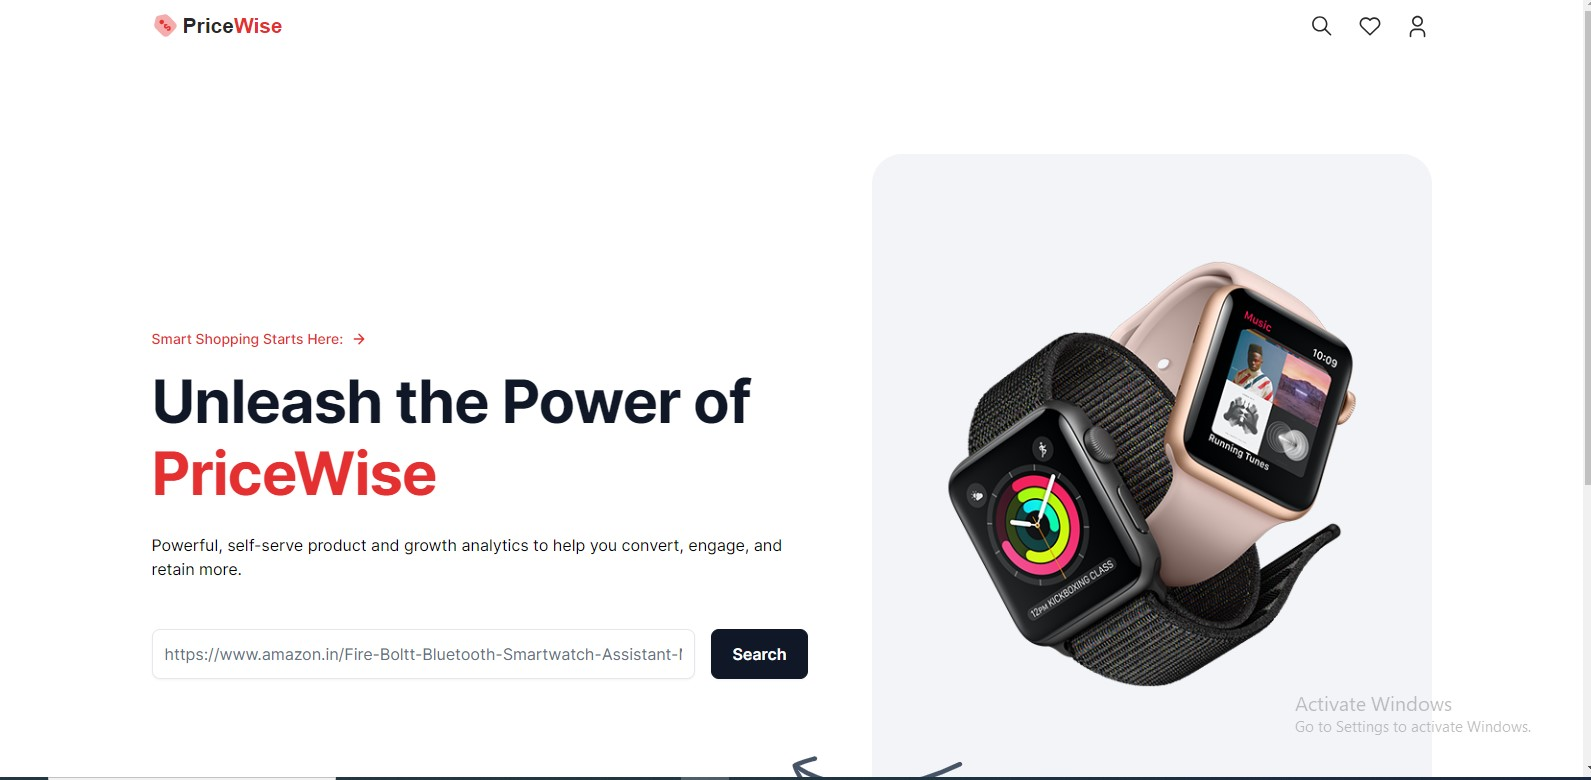 PriceWise
Smart Shopping Starts Here:
Unleash the Power of
PriceWise
Powerful, self-serve product and growth analytics to help you convert, engage, and
retain more.
https://www.amazon.in/Fire-Boltt-Bluetooth-Smartwatch-Assistant-
Search
Music
10:09
Running Tunes
12PM KICKBOXING CLASS
Activate Windows
Go to Settings to activate Windows.